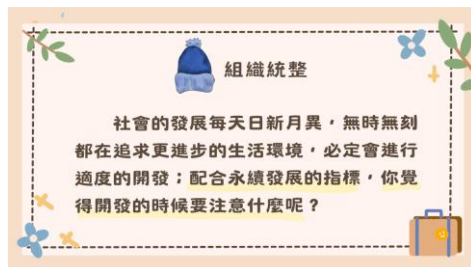 組織統整
社會的發展每天日新月異，無時無刻
都在追求更進步的生活環境，必定會進行
適度的開發；配合永續發展的指標，你覺
得開發的時候要注意什麼呢？